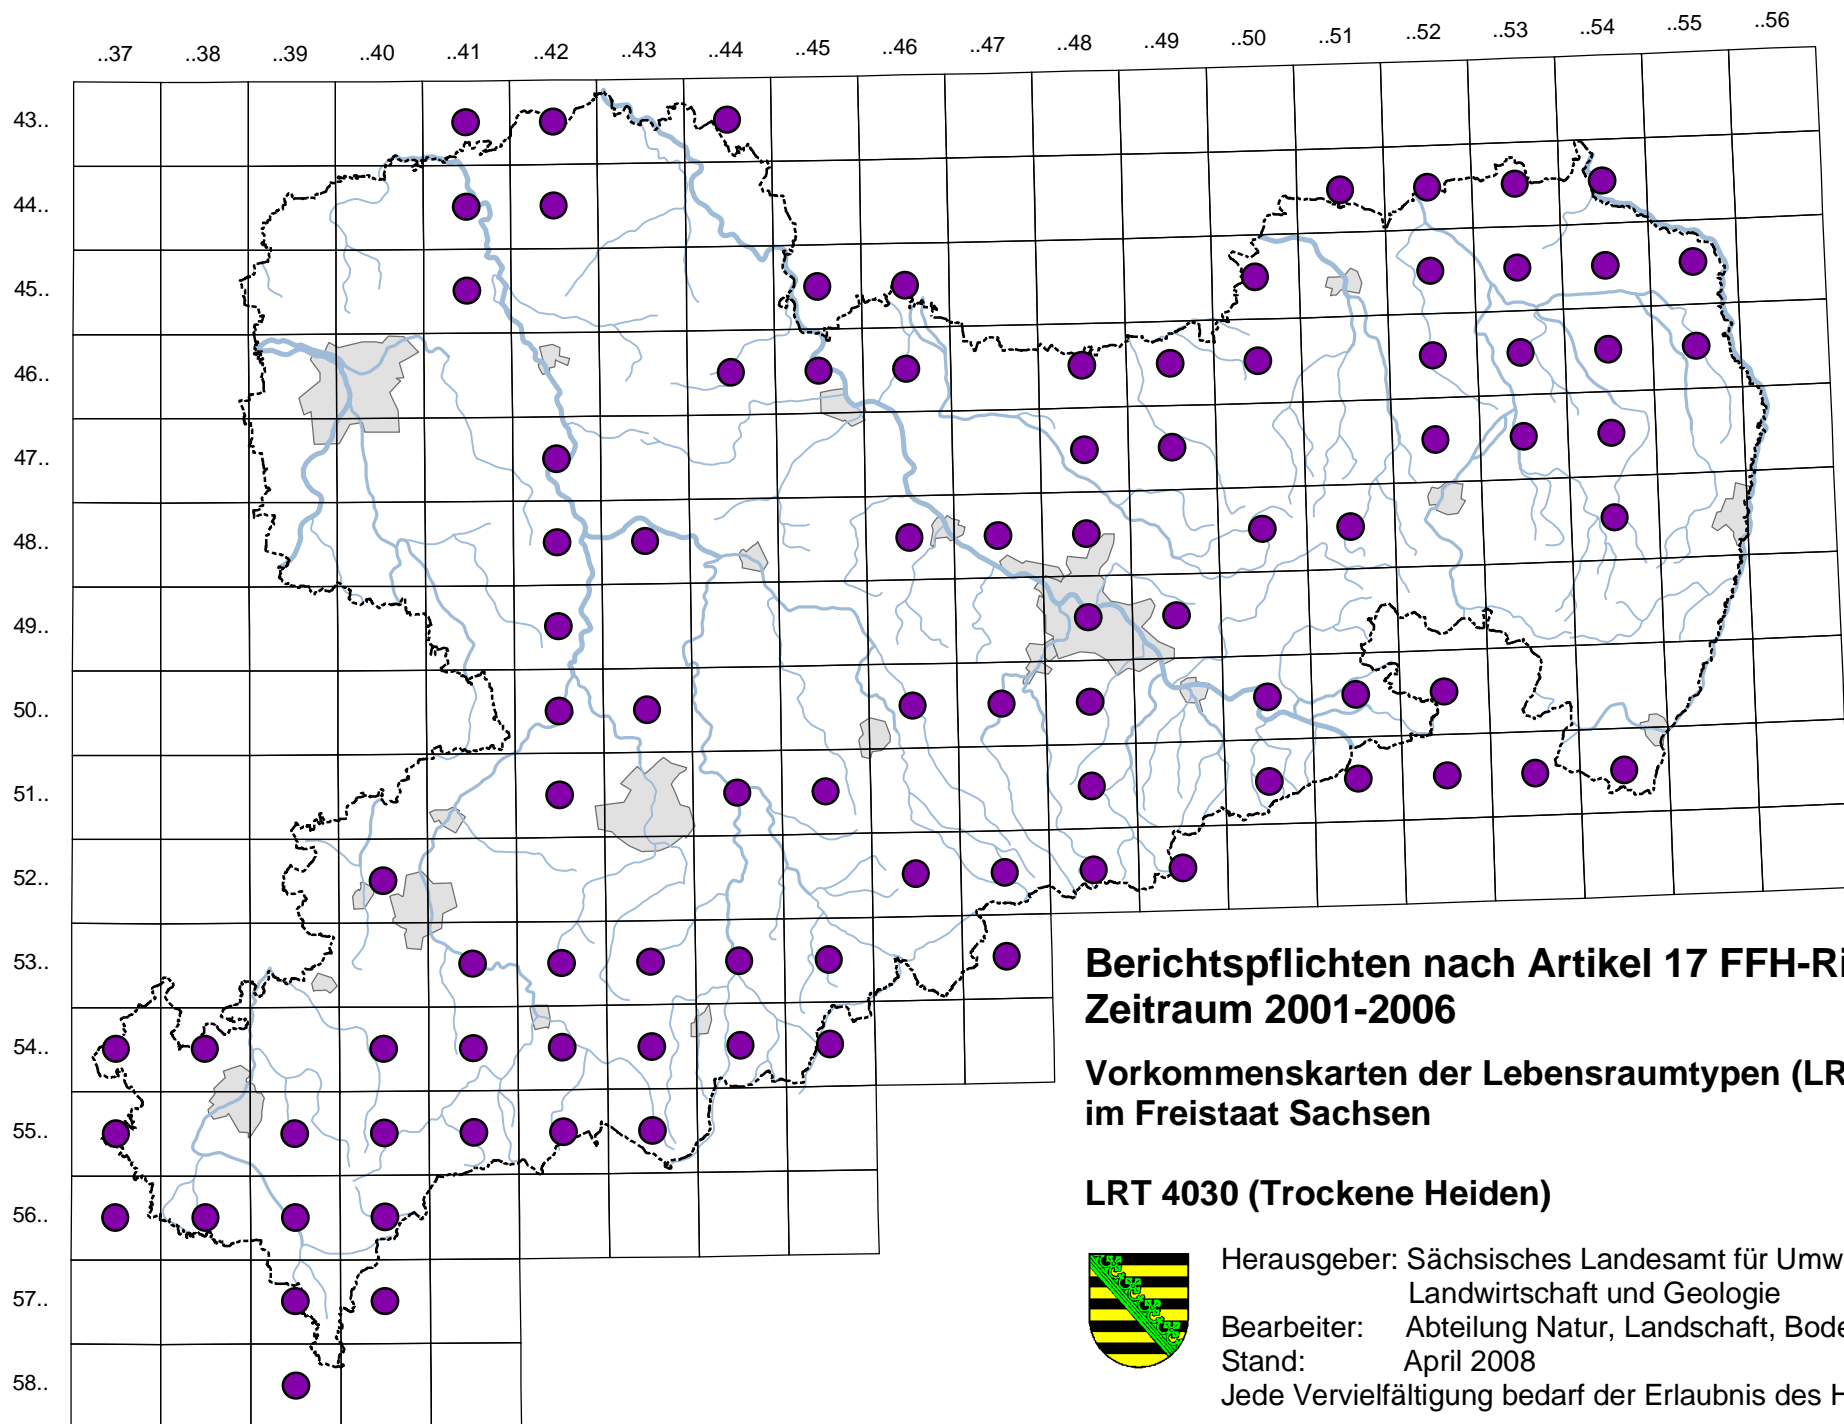 ..37 ..38 ..39 ..40 ..41 ..42 ..43 ..44 ..45 ..46 ..47 ..48 ..49 ..50 ..51 ..52 ..53 ..54 ..55 ..56
43..
44..
45..
46..
47..
48..
49..
50..
51..
52..
53..
54..
55..
56..
57..
58..
Berichtspflichten nach Artikel 17 FFH-Ri
Zeitraum 2001-2006
Vorkommenskarten der Lebensraumtypen (LR
im Freistaat Sachsen
LRT 4030 (Trockene Heiden)
Herausgeber: Sächsisches Landesamt für Umw
Landwirtschaft und Geologie
Bearbeiter: Abteilung Natur, Landschaft, Bode
Stand: April 2008
Jede Vervielfältigung bedarf der Erlaubnis des H